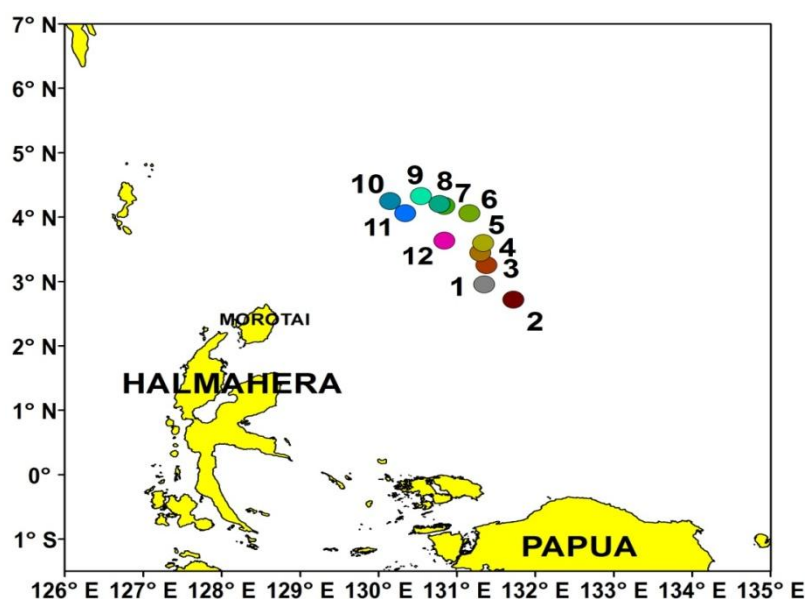 7° N
6° N
5° N
4° N
3° N
2° N
1° N
0°
1° S
9
8
10
7
6
11
5
12
4
3
1
2
MOROTAI
HALMAHERA
PAPUA
126° E 127° E 128° E 129° E 130° E 131° E 132° E 133° E 134° E 135° E